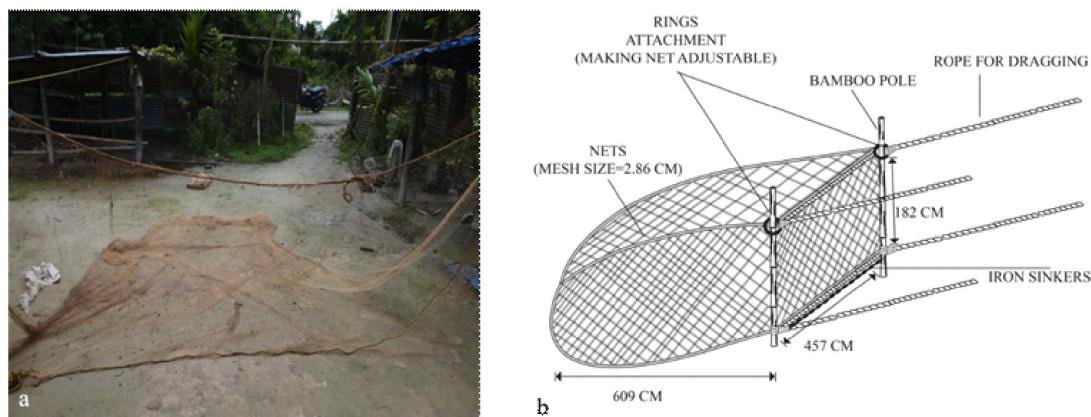 a
RINGS
ATTACHMENT
(MAKING NET ADJUSTABLE)
BAMBOO POLE
ROPE FOR DRAGGING
NETS
(MESH SIZE=2.86 CM)
182 CM
IRON SINKERS
457 CM
609 CM
b